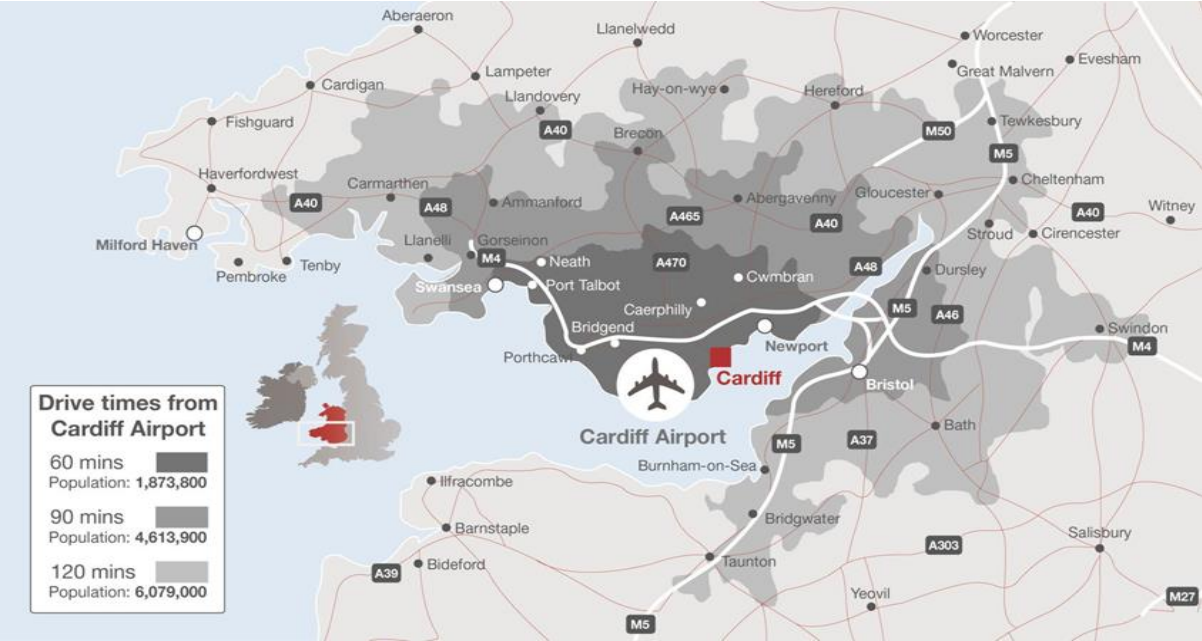 Aberaeron
Llanelwedd
Worcester
Evesham
Great Malvern
Lampeter
Cardigan
Llandovery
Hay-on-wye
Hereford
Fishguard
A40
Brecon
M50
Tewkesbury
M5
Haverfordwest
Carmarthen
A40
A48
Ammanford
A465
Abergavenny
A40
Gloucester
Cheltenham
A40
Witney
Milford Haven
Llanelli
Gorseinon
Stroud
Cirencester
Pembroke
Tenby
M4
Neath
A470
Cwmbran
A48
Dursley
Swansea
Port Talbot
Caerphilly
M5
A46
Bridgend
Newport
Swindon
M4
Porthcawl
Cardiff
Bristol
Cardiff Airport
M5
A37
Bath
Burnham-on-Sea
Ilfracombe
Bridgwater
Barnstaple
Salisbury
A303
Taunton
A39
Bideford
Yeovil
M27
M5
Drive times from
Cardiff Airport
60 mins
Population: 1,873,800
90 mins
Population: 4,613,900
120 mins
Population: 6,079,000